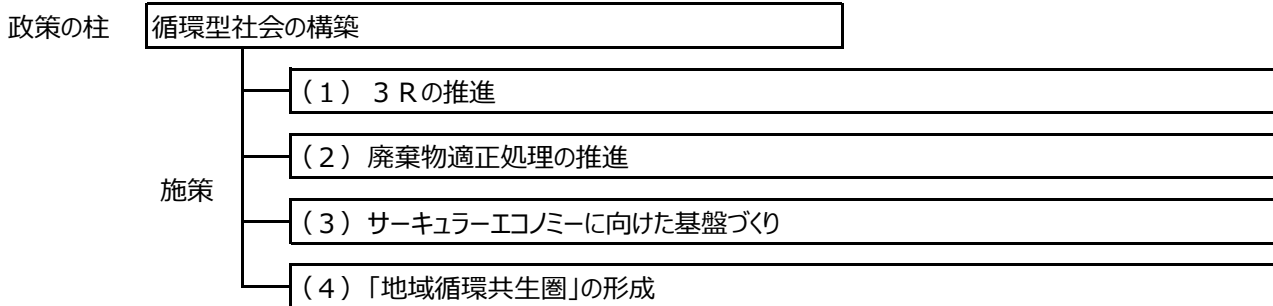 政策の柱 循環型社会の構築
（１）３Ｒの推進
（２）廃棄物適正処理の推進
施策
（３）サーキュラーエコノミーに向けた基盤づくり
（４）「地域循環共生圏」の形成